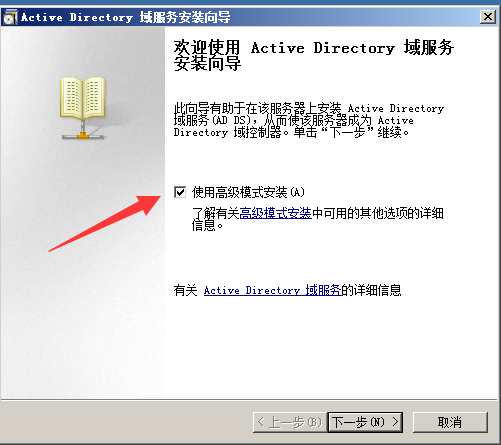 Active Directory 域服务安装向导
欢迎使用 Active Directory 域服务
安装向导
此向导有助于在该服务器上安装 Active Directory
域服务(AD DS)，从而使该服务器成为 Active
Directory 域控制器。单击“下一步”继续。
使用高级模式安装(A)
了解有关高级模式安装中可用的其他选项的详细
信息。
有关 Active Directory 域服务的详细信息
< 上一步(B) 下一步(N) > 取消